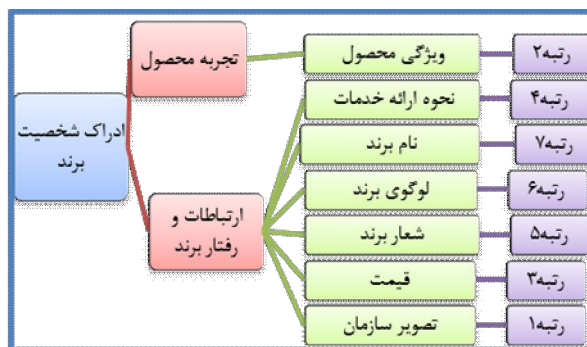 ادراک شخصیت
برند
تجربه محصول
ارتباطات و
رفتار برند
ویژگی محصول
رتبه۲
نحوه ارائه خدمات
رتبه۴
نام برند
رتبه۷
لوگوی برند
رتبه۶
شعار برند
رتبه۵
قیمت
رتبه۳
تصویر سازمان
رتبه۱